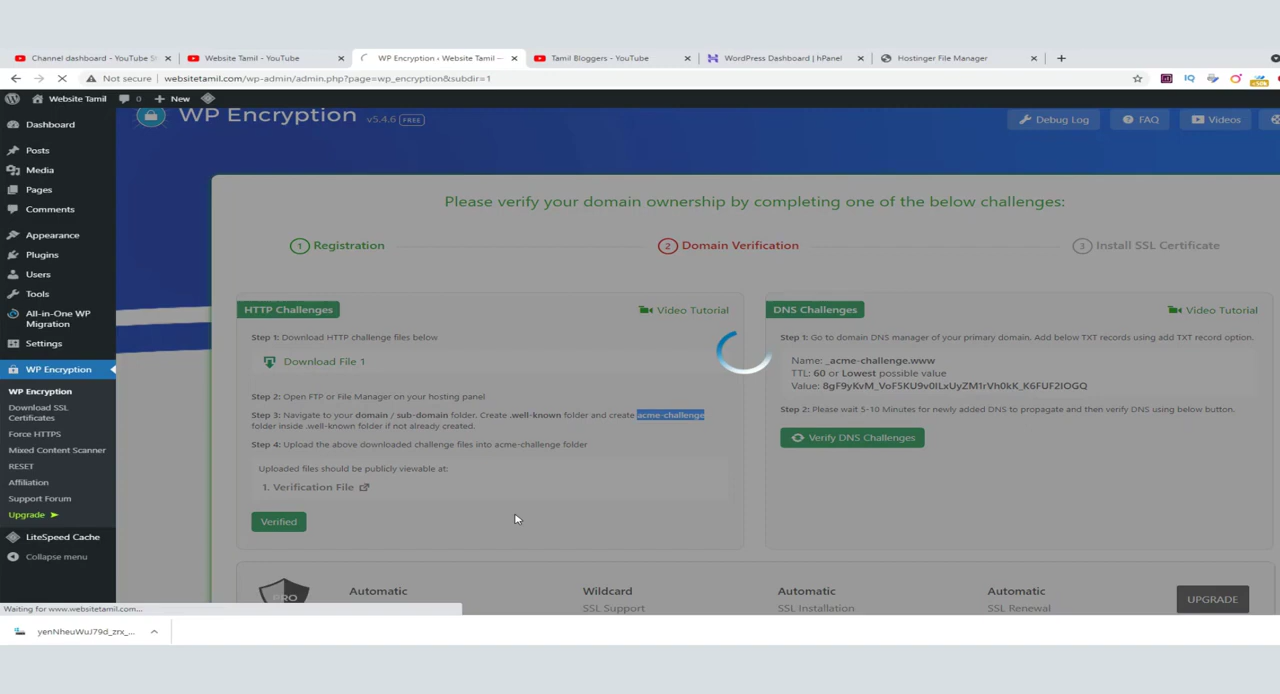 Channel dashboard - YouTube St
Website Tamil - YouTube
WP Encryption ‹ Website Tamil —
Tamil Bloggers - YouTube
WordPress Dashboard | hPanel
Hostinger File Manager
Not secure | websitetamil.com/wp-admin/admin.php?page=wp_encryption&subdir=1
Website Tamil 0 + New
WP Encryption v5.4.6 FREE
Debug Log
FAQ
Videos
Dashboard
Posts
Media
Pages
Comments
Appearance
Plugins
Users
Tools
All-in-One WP
Migration
Settings
WP Encryption
WP Encryption
Download SSL
Certificates
Force HTTPS
Mixed Content Scanner
RESET
Affiliation
Support Forum
Upgrade ➤
LiteSpeed Cache
Collapse menu
Please verify your domain ownership by completing one of the below challenges:
1 Registration
2 Domain Verification
3 Install SSL Certificate
HTTP Challenges
Video Tutorial
Step 1: Download HTTP challenge files below
Download File 1
Step 2: Open FTP or File Manager on your hosting panel
Step 3: Navigate to your domain / sub-domain folder. Create .well-known folder and create acme-challenge
folder inside .well-known folder if not already created.
Step 4: Upload the above downloaded challenge files into acme-challenge folder
Uploaded files should be publicly viewable at:
1. Verification File
Verified
DNS Challenges
Video Tutorial
Step 1: Go to domain DNS manager of your primary domain. Add below TXT records using add TXT record option.
Name: _acme-challenge.www
TTL: 60 or Lowest possible value
Value: 8gF9yKvM_VoF5KU9v0ILxUyZM1rVh0kK_K6FUF2IOGQ
Step 2: Please wait 5-10 Minutes for newly added DNS to propagate and then verify DNS using below button.
Verify DNS Challenges
PRO
Automatic
Wildcard
SSL Support
Automatic
SSL Installation
Automatic
SSL Renewal
UPGRADE
Waiting for www.websitetamil.com...
yenNheuWuJ79d_zrx_...